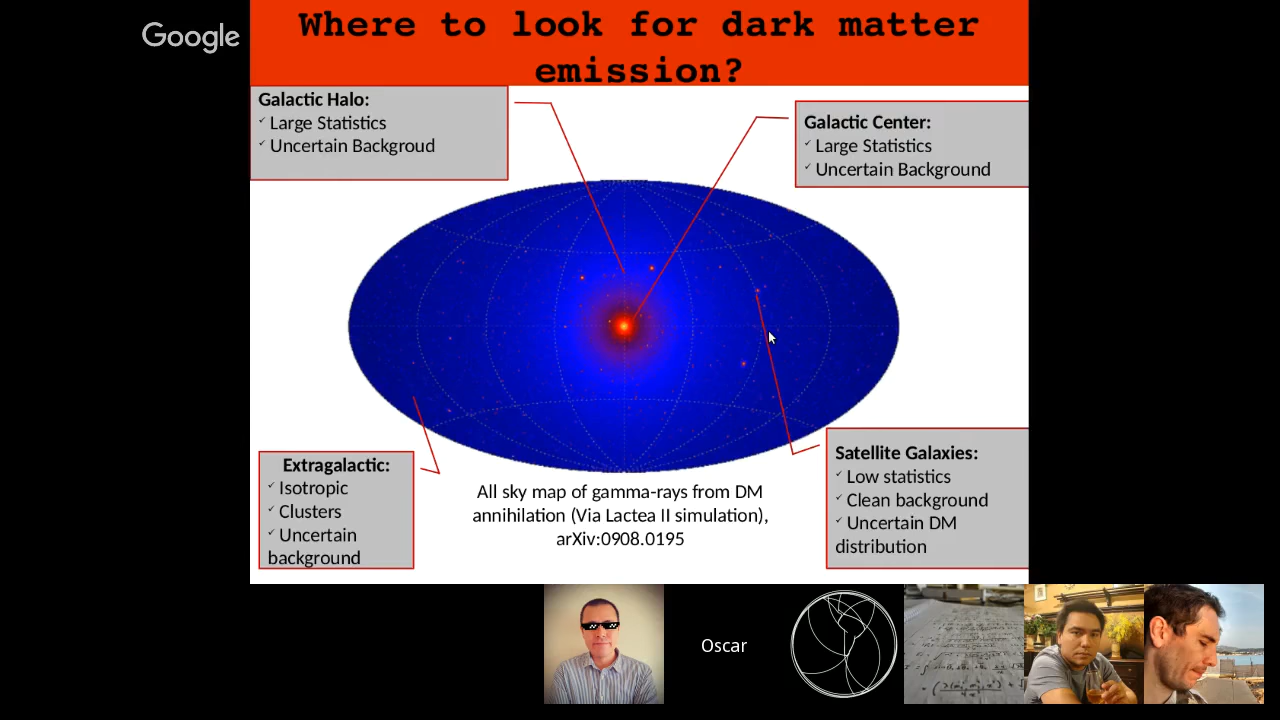 Google
Where to look for dark matter
emission?
Galactic Halo:
✓ Large Statistics
✓ Uncertain Backgroud
Galactic Center:
✓ Large Statistics
✓ Uncertain Background
Extragalactic:
✓ Isotropic
✓ Clusters
✓ Uncertain
background
All sky map of gamma-rays from DM
annihilation (Via Lactea II simulation),
arXiv:0908.0195
Satellite Galaxies:
✓ Low statistics
✓ Clean background
✓ Uncertain DM
distribution
Oscar